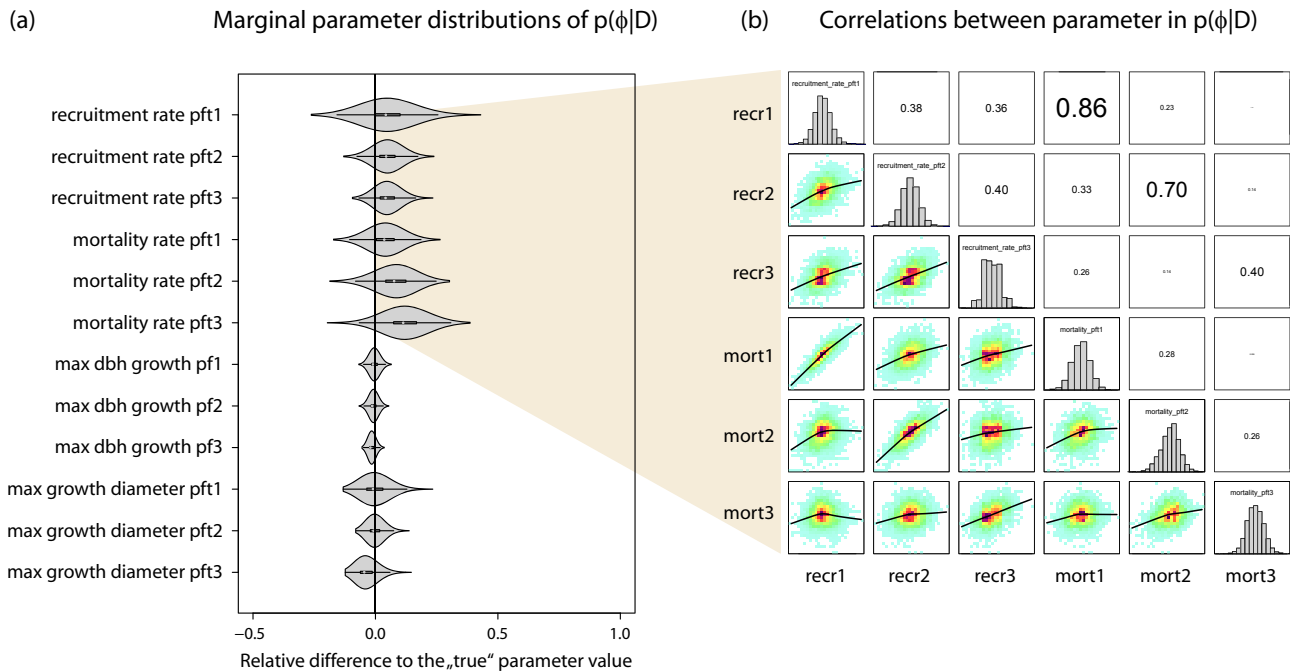 (a)
Marginal parameter distributions of p(ϕ|D)
recruitment rate pft1
recruitment rate pft2
recruitment rate pft3
mortality rate pft1
mortality rate pft2
mortality rate pft3
max dbh growth pf1
max dbh growth pf2
max dbh growth pf3
max growth diameter pft1
max growth diameter pft2
max growth diameter pft3
−0.5 0.0 0.5 1.0
Relative difference to the „true“ parameter value
(b)
Correlations between parameter in p(ϕ|D)
recr1 recruitment_rate_pft1 0.38 0.36 0.86 0.23
recr2 recruitment_rate_pft2 0.40 0.33 0.70
recr3 recruitment_rate_pft3 0.26 0.40
mort1 mortality_pft1 0.28
mort2 mortality_pft2 0.26
mort3 mortality_pft3
recr1 recr2 recr3 mort1 mort2 mort3